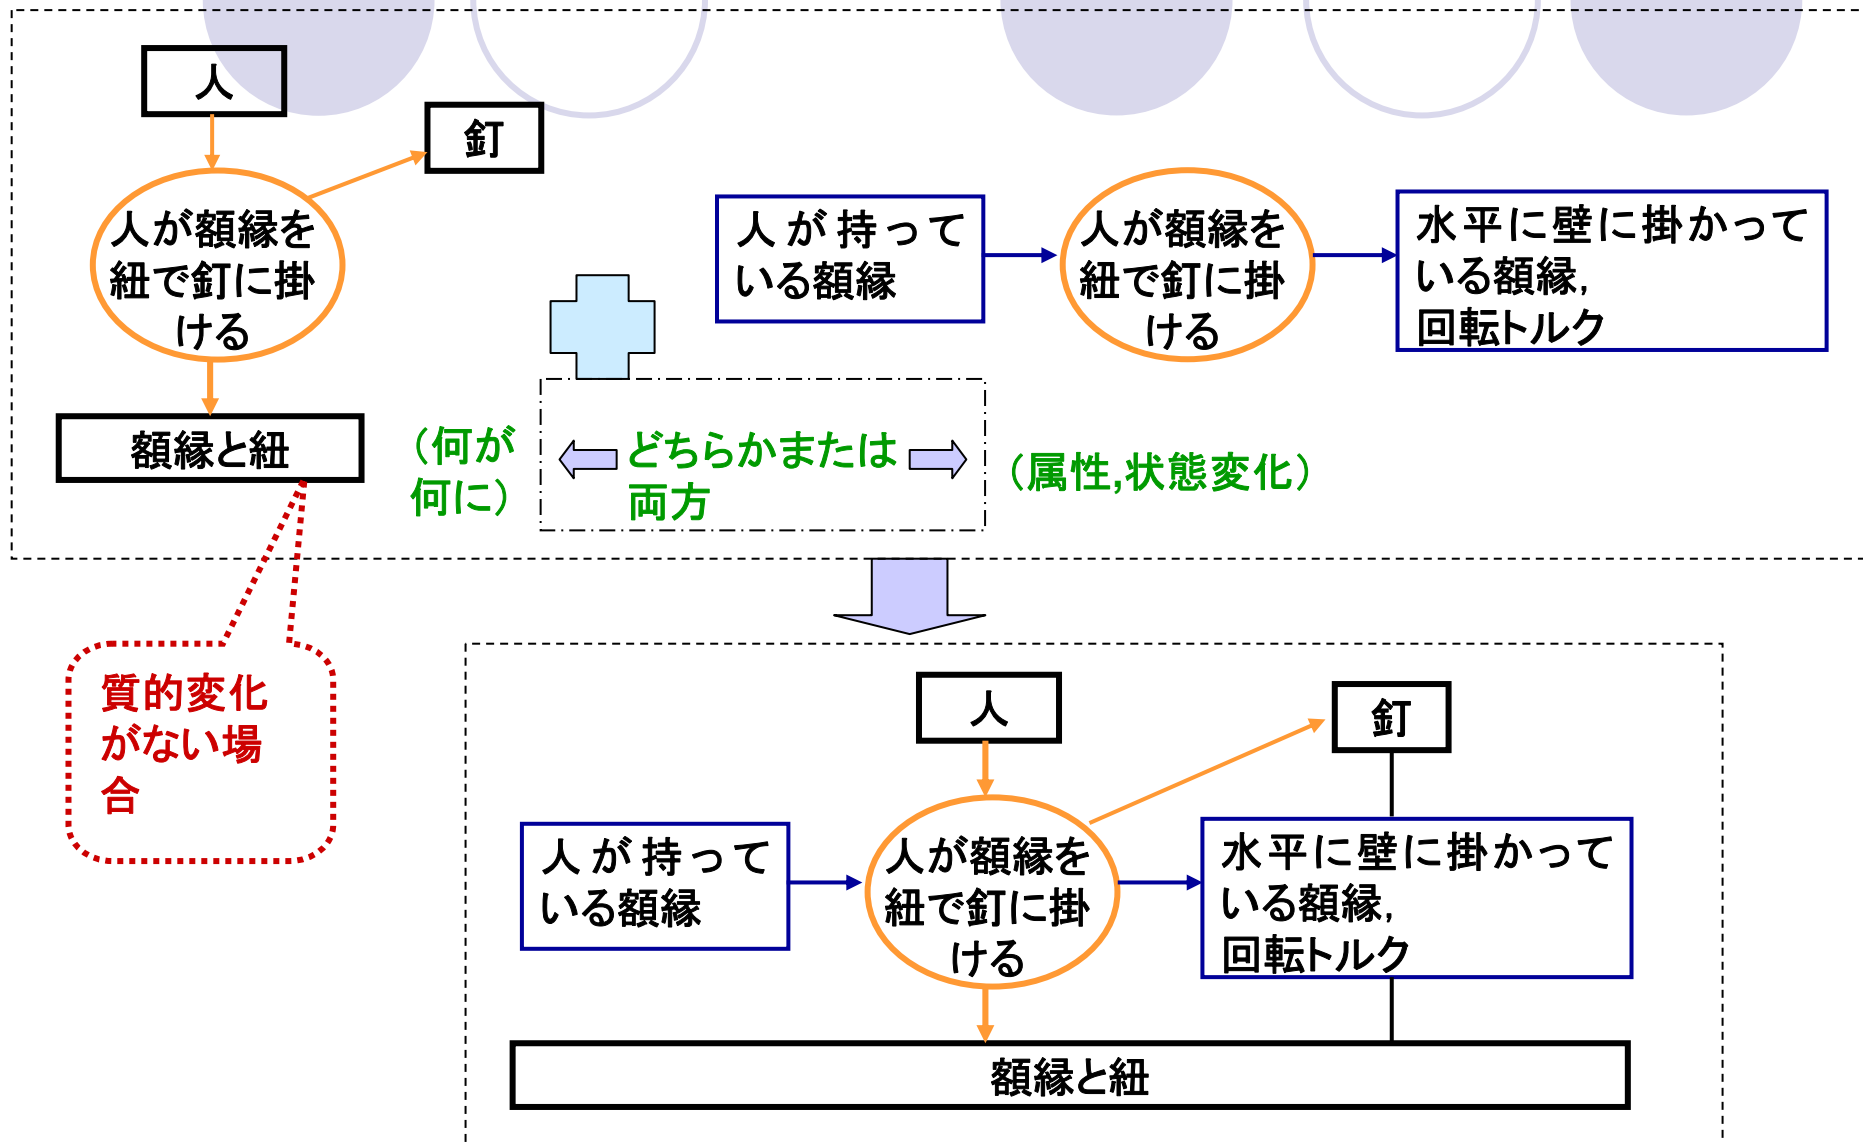 人
釘
人が額縁を
紐で釘に掛
ける
額縁と紐
人が持って
いる額縁
人が額縁を
紐で釘に掛
ける
水平に壁に掛かって
いる額縁,
回転トルク
（何が
何に）
どちらかまたは
両方
（属性,状態変化）
質的変化
がない場
合
人
釘
人が持って
いる額縁
人が額縁を
紐で釘に掛
ける
水平に壁に掛かって
いる額縁,
回転トルク
額縁と紐